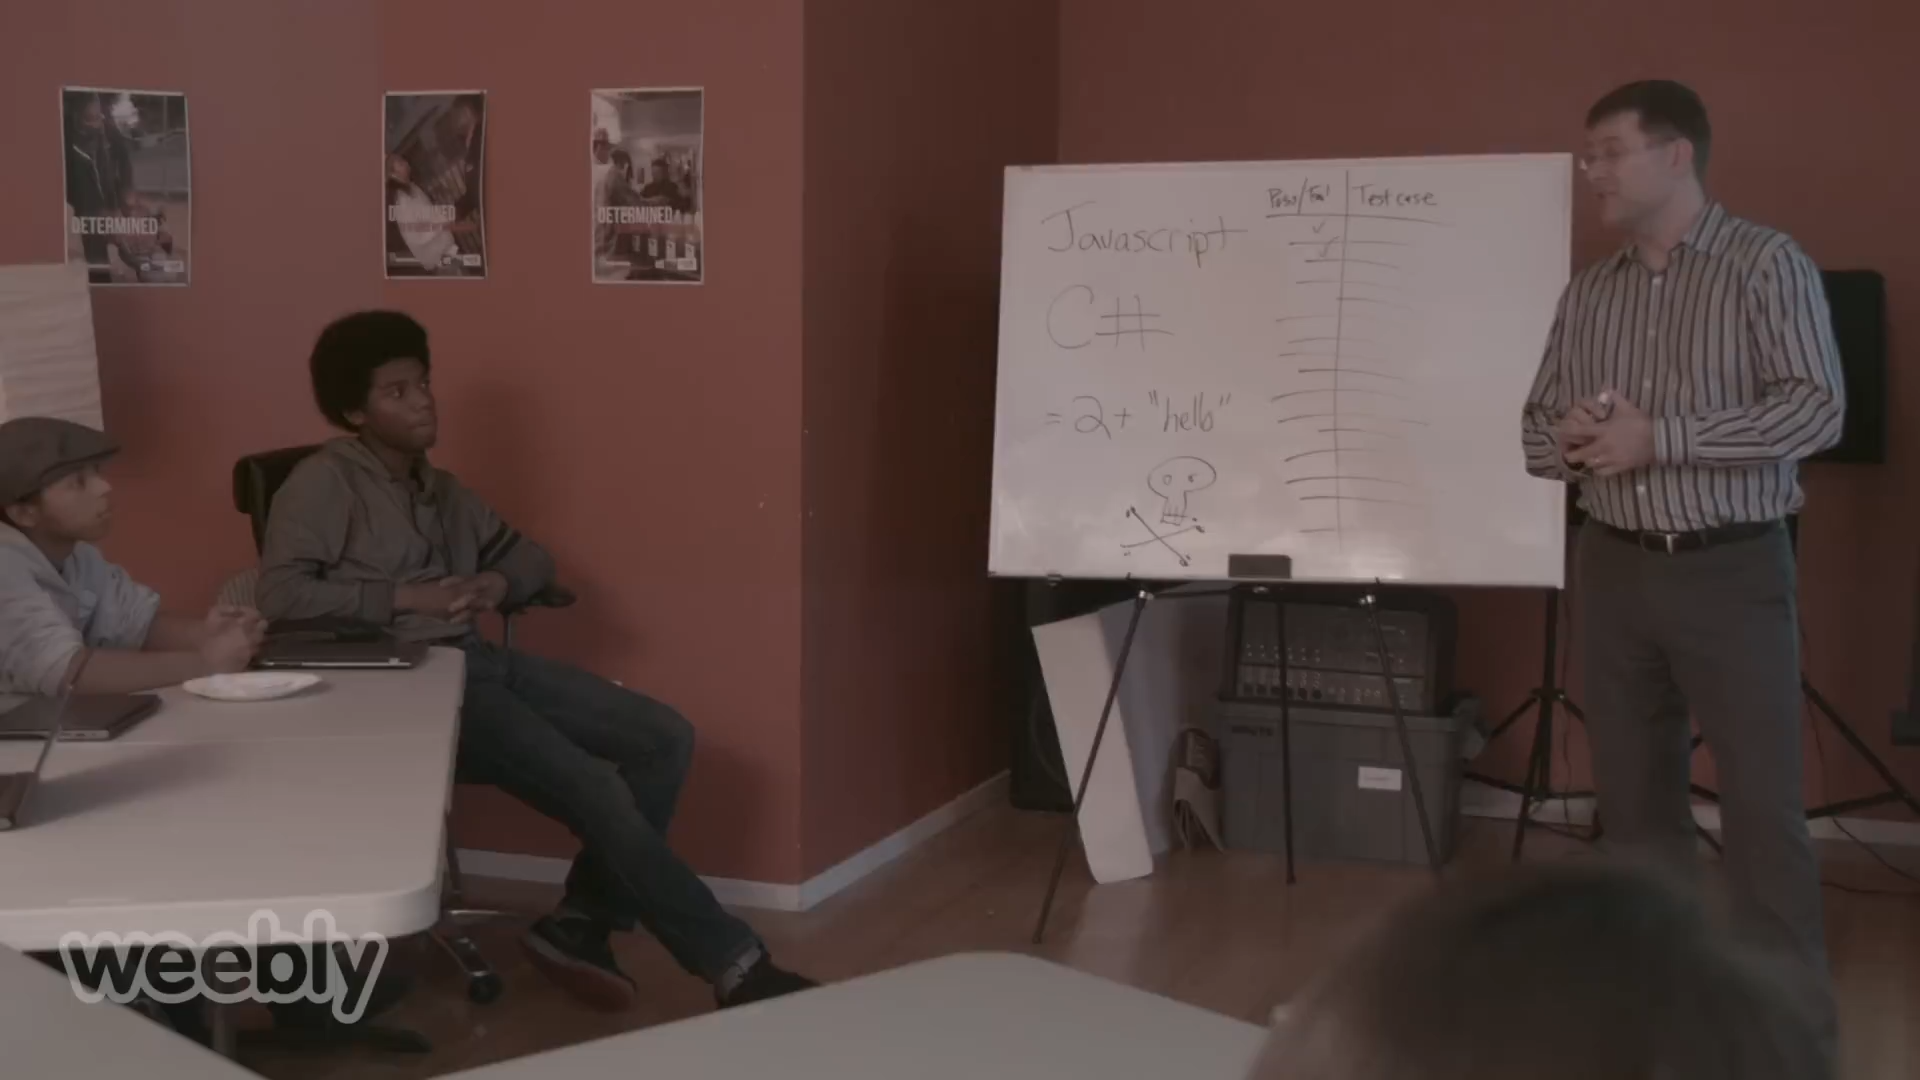 DETERMINED
DETERMINED
DETERMINED
Javascript
C#
= 2 + "hello"
Pass/Fail
Test case
weebly